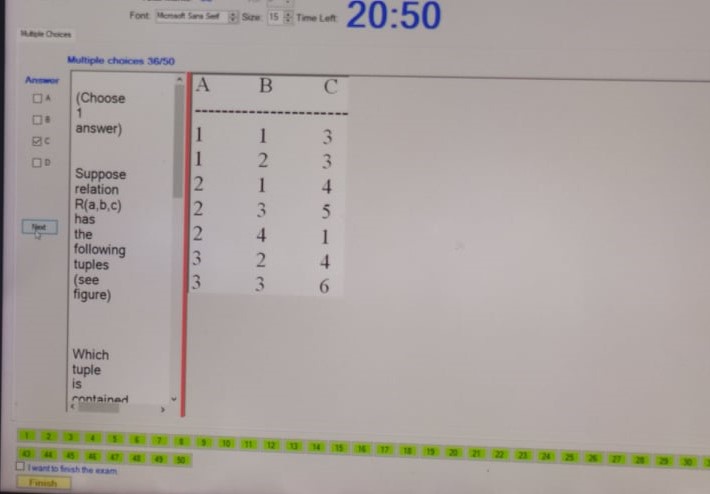 Font: Microsoft Sans Serif Size: 15 Time Left: 20:50
Multiple Choices
Multiple choices 36/50
Answer
A
B
C
D
Next
(Choose
1
answer)
Suppose
relation
R(a,b,c)
has
the
following
tuples
(see
figure)
Which
tuple
is
contained
A B C
--------------------------
1 1 3
1 2 3
2 1 4
2 3 5
2 4 1
3 2 4
3 3 6
1 2 3 4 5 6 7 8 9 10 11 12 13 14 15 16 17 18 19 20 21 22 23 24 25 26 27 28 29 30
43 44 45 46 47 48 49 50
I want to finish the exam
Finish